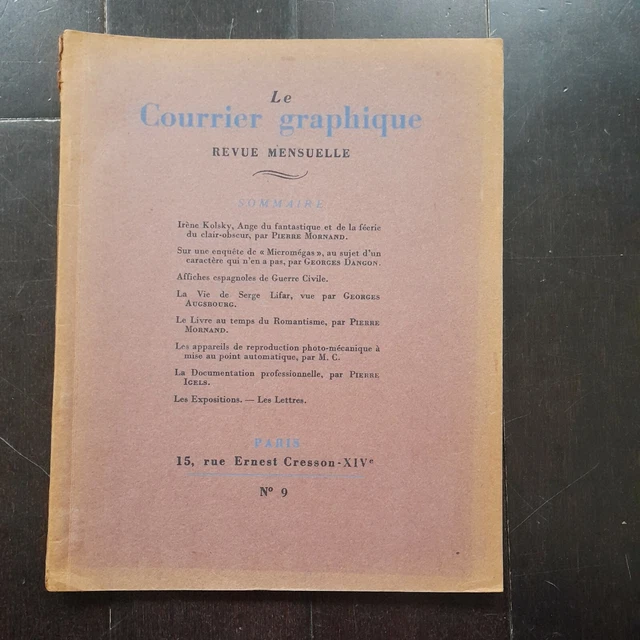 Le
Courrier graphique
REVUE MENSUELLE
SOMMAIRE
Irène Kolsky, Ange du fantastique et de la féerie
du clair-obscur, par PIERRE MORNAND.
Sur une enquête de « Micromégas », au sujet d'un
caractère qui n'en a pas, par GEORGES DANGON.
Affiches espagnoles de Guerre Civile.
La Vie de Serge Lifar, vue par GEORGES
AUGSBOURG.
Le Livre au temps du Romantisme, par PIERRE
MORNAND.
Les appareils de reproduction photo-mécanique à
mise au point automatique, par M. C.
La Documentation professionnelle, par PIERRE
IGELS.
Les Expositions. — Les Lettres.
PARIS
15, rue Ernest Cresson-XIVe
Nº 9